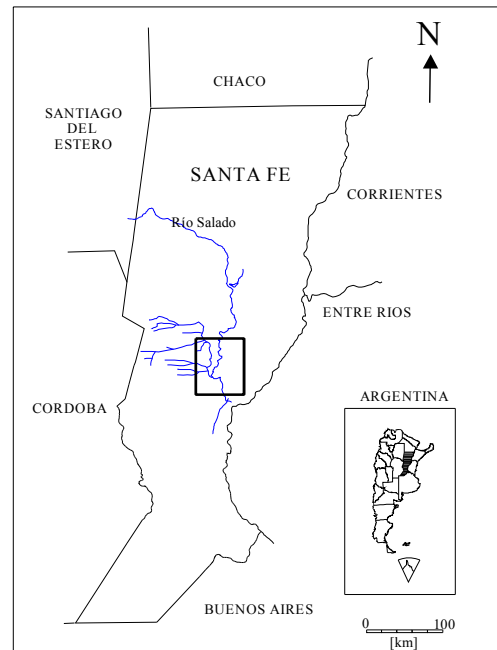 N
CHACO
SANTIAGO
DEL
ESTERO
SANTA FE
CORRIENTES
Río Salado
ENTRE RIOS
ARGENTINA
CORDOBA
BUENOS AIRES
0 100
[km]